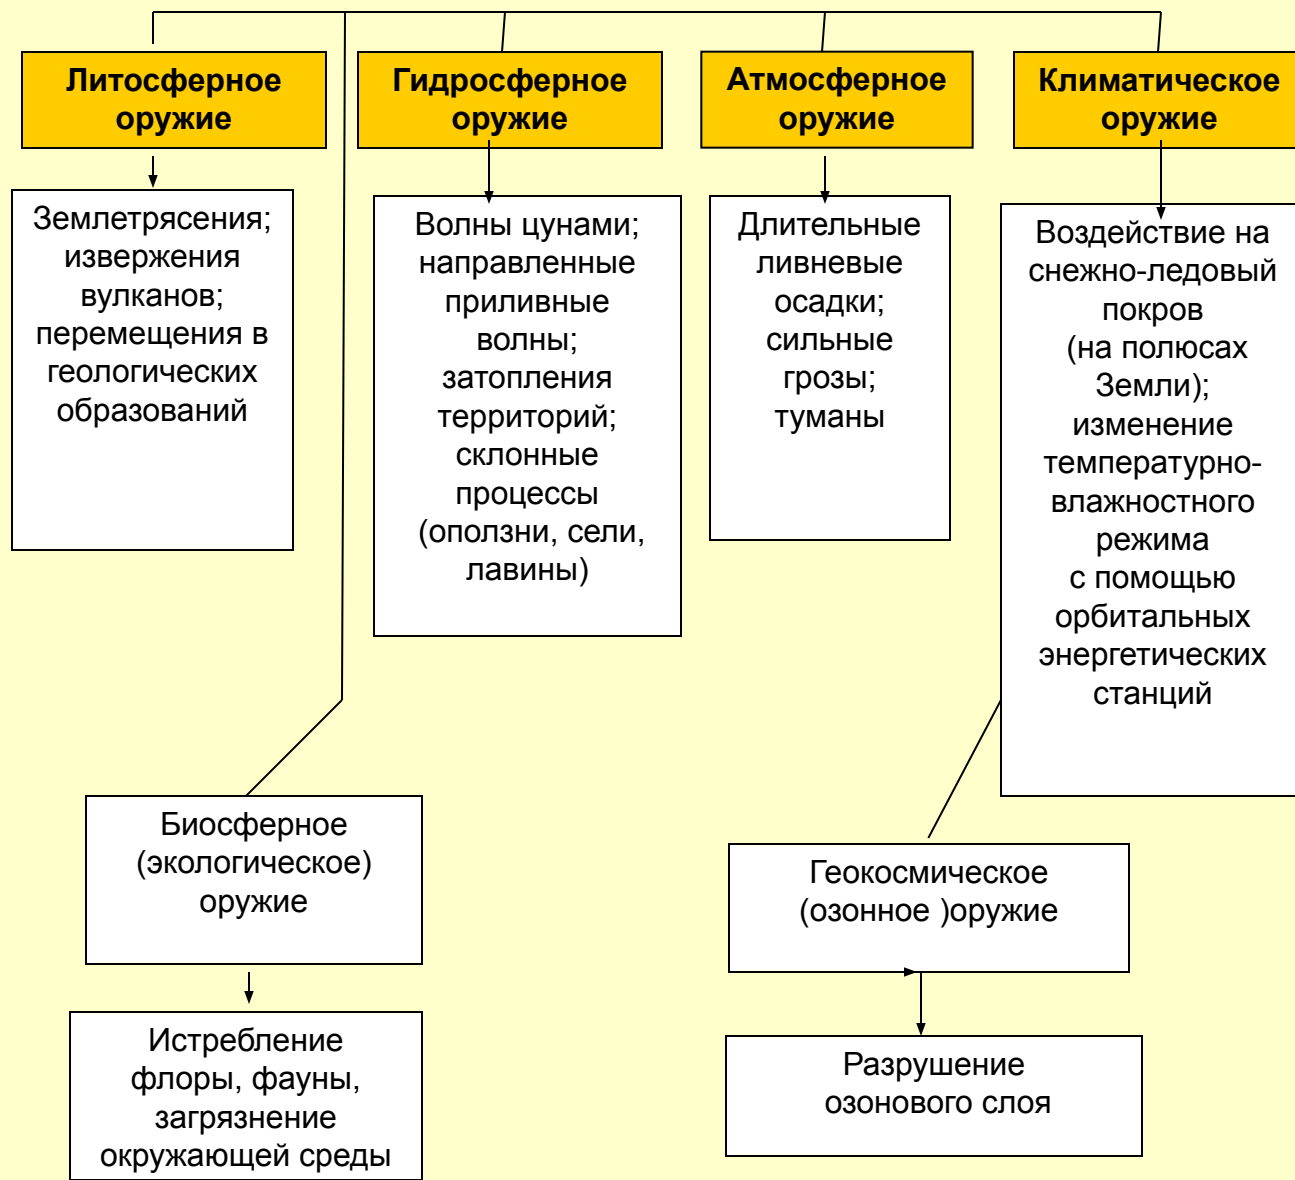 Литосферное
оружие
Гидросферное
оружие
Атмосферное
оружие
Климатическое
оружие
Землетрясения;
извержения
вулканов;
перемещения в
геологических
образований
Волны цунами;
направленные
приливные
волны;
затопления
территорий;
склонные
процессы
(оползни, сели,
лавины)
Длительные
ливневые
осадки;
сильные
грозы;
туманы
Воздействие на
снежно-ледовый
покров
(на полюсах
Земли);
изменение
температурно-
влажностного
режима
с помощью
орбитальных
энергетических
станций
Биосферное
(экологическое)
оружие
Геокосмическое
(озонное )оружие
Истребление
флоры, фауны,
загрязнение
окружающей среды
Разрушение
озонового слоя